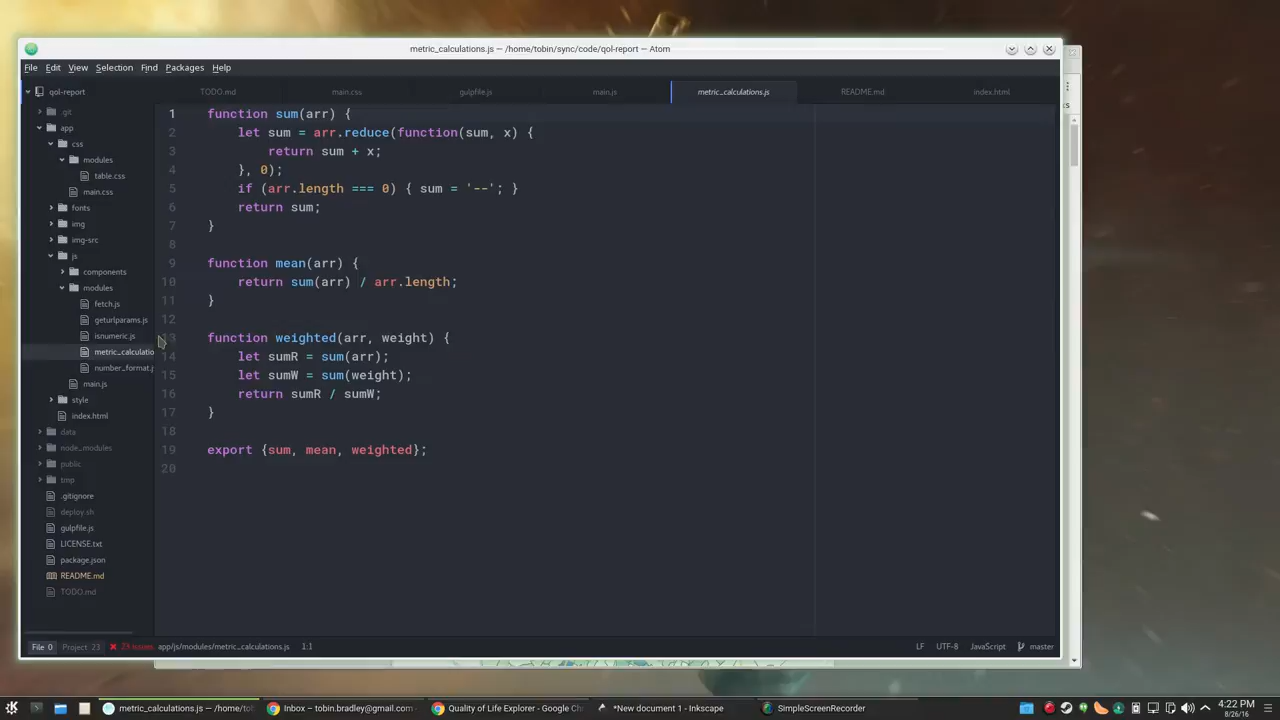 metric_calculations.js — /home/tobin/sync/code/qol-report — Atom
File Edit View Selection Find Packages Help
qol-report
TODO.md main.css gulpfile.js main.js metric_calculations.js README.md index.html
.git
app
css
modules
table.css
main.css
fonts
img
img-src
js
components
modules
fetch.js
geturlparams.js
isnumeric.js
metric_calculatio
number_format.j
main.js
style
index.html
data
node_modules
public
tmp
.gitignore
deploy.sh
gulpfile.js
LICENSE.txt
package.json
README.md
TODO.md
1 function sum(arr) {
2 let sum = arr.reduce(function(sum, x) {
3 return sum + x;
4 }, 0);
5 if (arr.length === 0) { sum = '--'; }
6 return sum;
7 }
8
9 function mean(arr) {
10 return sum(arr) / arr.length;
11 }
12
13 function weighted(arr, weight) {
14 let sumR = sum(arr);
15 let sumW = sum(weight);
16 return sumR / sumW;
17 }
18
19 export {sum, mean, weighted};
20
File 0 Project 23 23 Issues app/js/modules/metric_calculations.js 1:1 LF UTF-8 JavaScript master
metric_calculations.js — /home/to Inbox – tobin.bradley@gmail.com Quality of Life Explorer - Google Ch *New document 1 - Inkscape SimpleScreenRecorder 4:22 PM
8/26/16